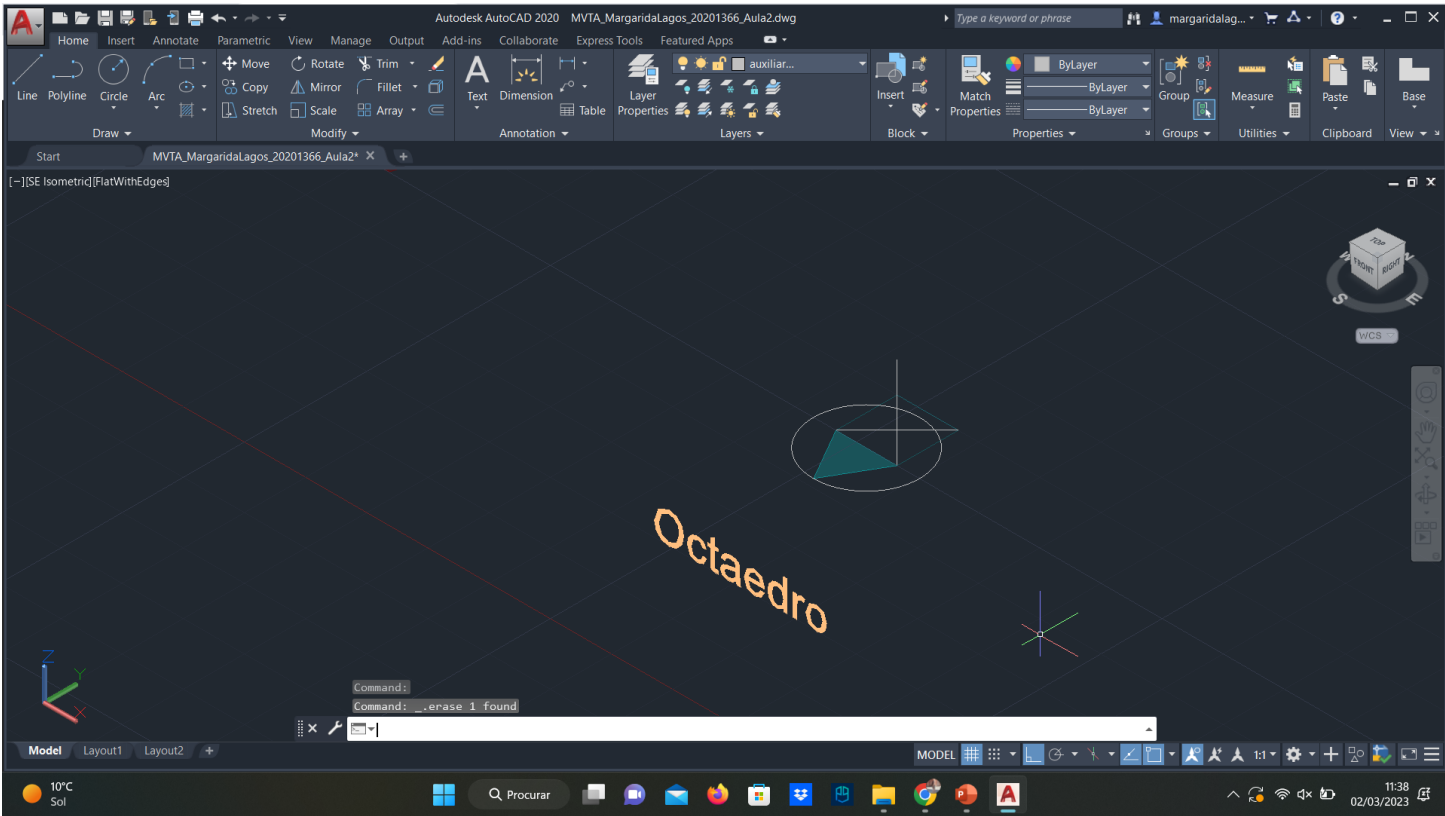 Autodesk AutoCAD 2020 MVTA_MargaridaLagos_20201366_Aula2.dwg
Type a keyword or phrase
margaridalag...
Home Insert Annotate Parametric View Manage Output Add-ins Collaborate Express Tools Featured Apps
Line Polyline Circle Arc
Move Rotate Trim
Copy Mirror Fillet
Stretch Scale Array
Text Dimension
Table
Layer
Properties
auxiliar...
Insert
Match
Properties
ByLayer
ByLayer
ByLayer
Group
Measure
Paste
Base
Draw Modify Annotation Layers Block Properties Groups Utilities Clipboard View
Start MVTA_MargaridaLagos_20201366_Aula2*
[−][SE Isometric][FlatWithEdges]
TOP
FRONT RIGHT
S E
WCS
Octaedro
Z
Y
X
Command:
Command: _.erase 1 found
Model Layout1 Layout2
MODEL 1:1
10°C
Sol
Procurar
11:38
02/03/2023